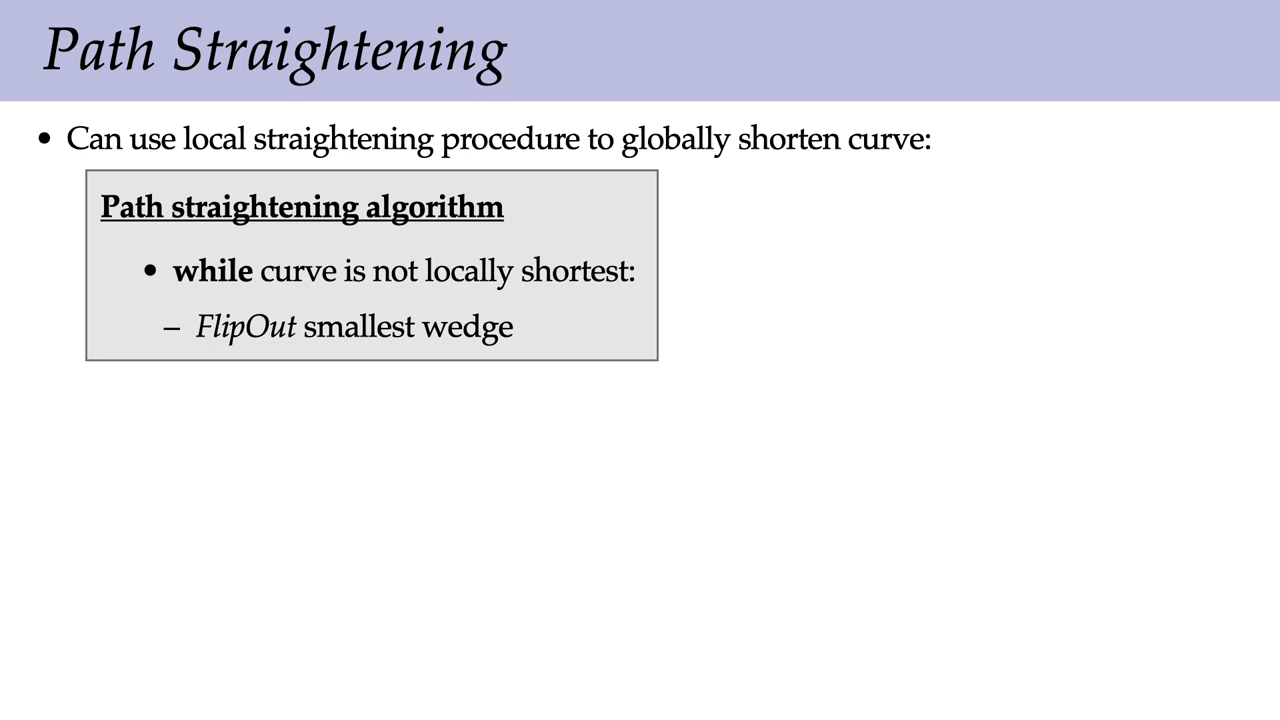 Path Straightening
• Can use local straightening procedure to globally shorten curve:
Path straightening algorithm
• while curve is not locally shortest:
– FlipOut smallest wedge